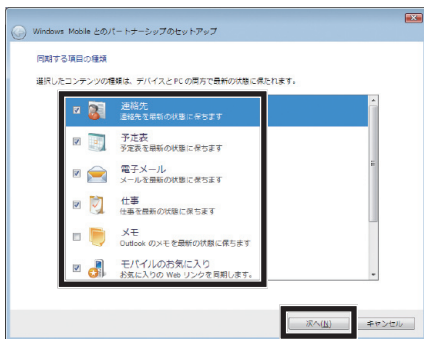 Windows Mobile とのパートナーシップのセットアップ
同期する項目の種類
選択したコンテンツの種類は、デバイスと PC の両方で最新の状態に保たれます。
連絡先
連絡先を最新の状態に保ちます
予定表
予定表を最新の状態に保ちます
電子メール
メールを最新の状態に保ちます
仕事
仕事を最新の状態に保ちます
メモ
Outlook のメモを最新の状態に保ちます
モバイルのお気に入り
お気に入りの Web リンクを同期します。
次へ(N) キャンセル